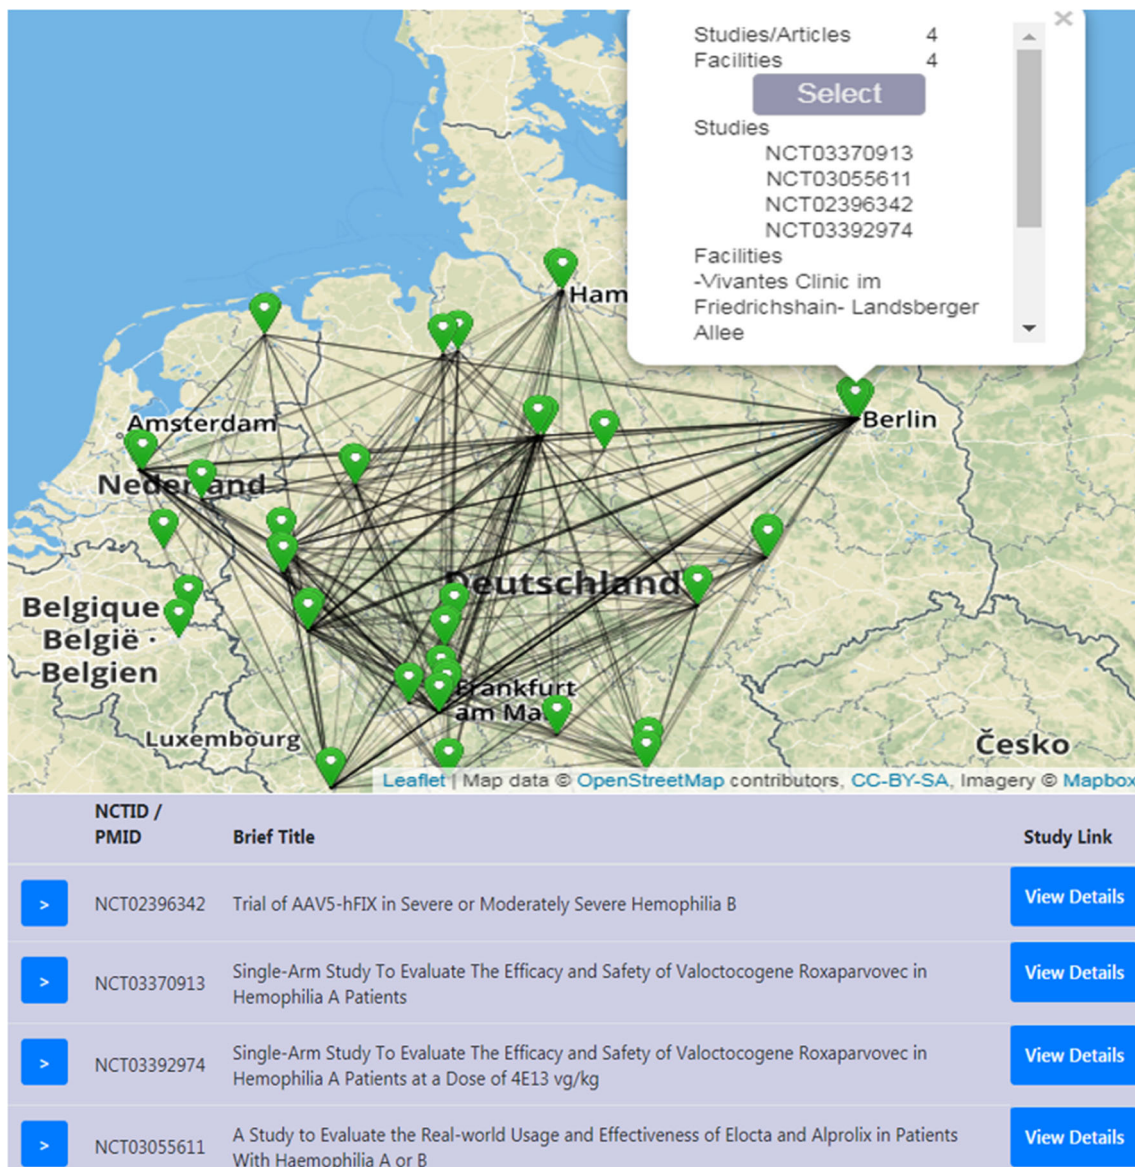 Studies/Articles 4
Facilities 4
Select
Studies
NCT03370913
NCT03055611
NCT02396342
NCT03392974
Facilities
-Vivantes Clinic im
Friedrichshain- Landsberger
Allee
×
Ham
Berlin
Amsterdam
Nederland
Deutschland
Belgique
België ·
Belgien
Frankfurt
am Ma
Luxembourg
Česko
Leaflet | Map data © OpenStreetMap contributors, CC-BY-SA, Imagery © Mapbox
NCTID /
PMID Brief Title Study Link
> NCT02396342 Trial of AAV5-hFIX in Severe or Moderately Severe Hemophilia B View Details
> NCT03370913 Single-Arm Study To Evaluate The Efficacy and Safety of Valoctocogene Roxaparvovec in
Hemophilia A Patients View Details
> NCT03392974 Single-Arm Study To Evaluate The Efficacy and Safety of Valoctocogene Roxaparvovec in
Hemophilia A Patients at a Dose of 4E13 vg/kg View Details
> NCT03055611 A Study to Evaluate the Real-world Usage and Effectiveness of Elocta and Alprolix in Patients
With Haemophilia A or B View Details